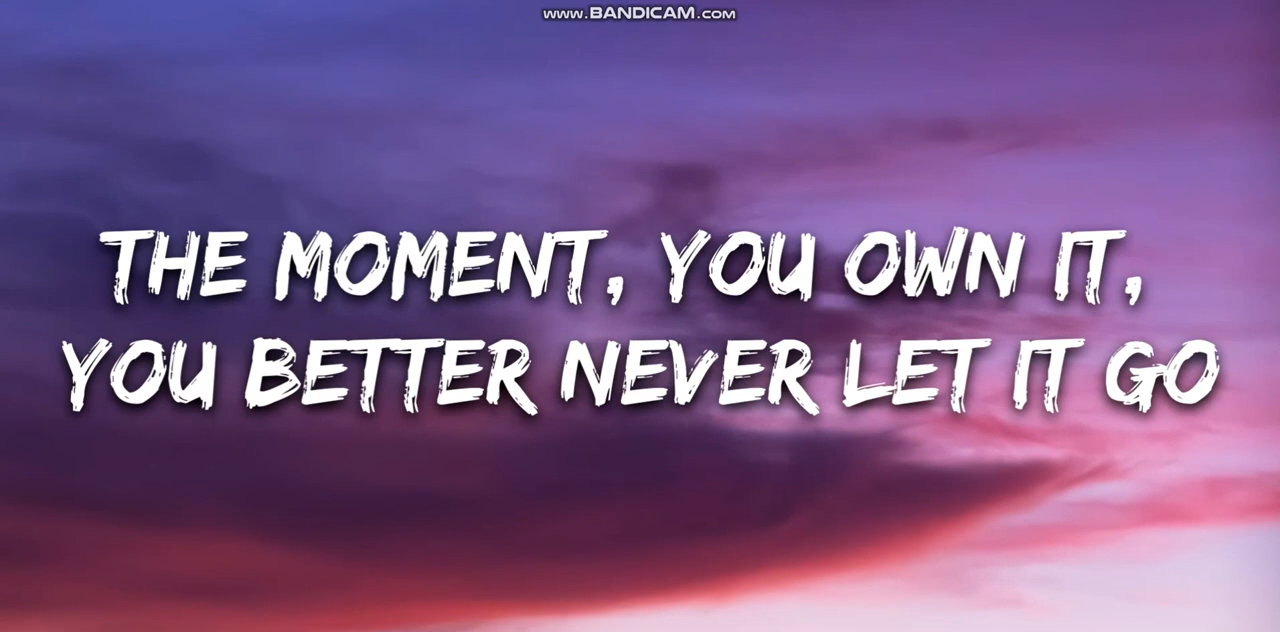 www.BANDICAM.com
THE MOMENT, YOU OWN IT,
YOU BETTER NEVER LET IT GO